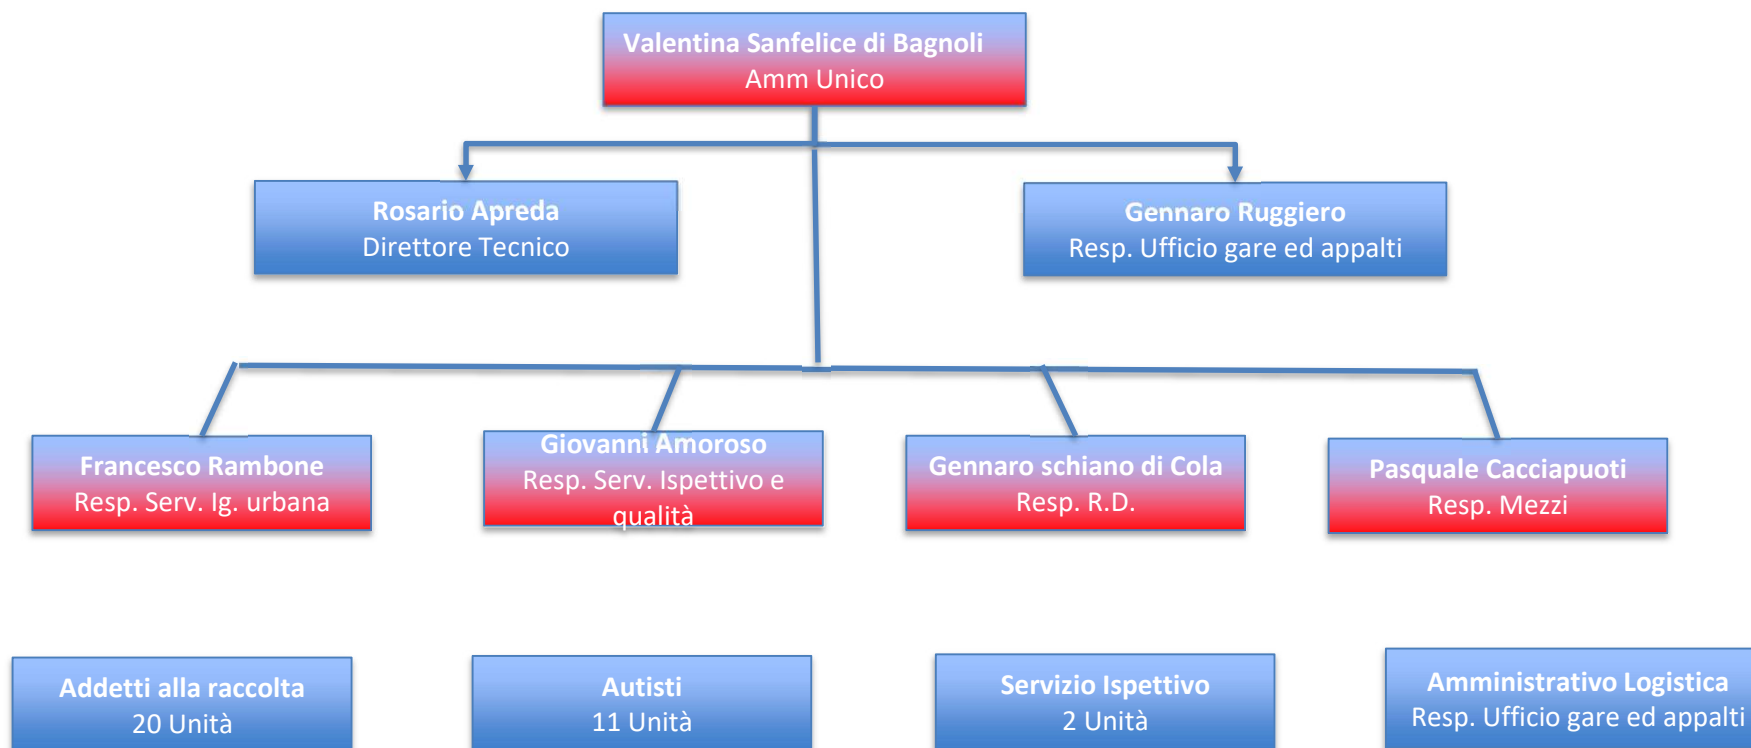 Valentina Sanfelice di Bagnoli
Amm Unico
Rosario Apreda
Direttore Tecnico
Gennaro Ruggiero
Resp. Ufficio gare ed appalti
Francesco Rambone
Resp. Serv. Ig. urbana
Giovanni Amoroso
Resp. Serv. Ispettivo e
qualità
Gennaro schiano di Cola
Resp. R.D.
Pasquale Cacciapuoti
Resp. Mezzi
Addetti alla raccolta
20 Unità
Autisti
11 Unità
Servizio Ispettivo
2 Unità
Amministrativo Logistica
Resp. Ufficio gare ed appalti